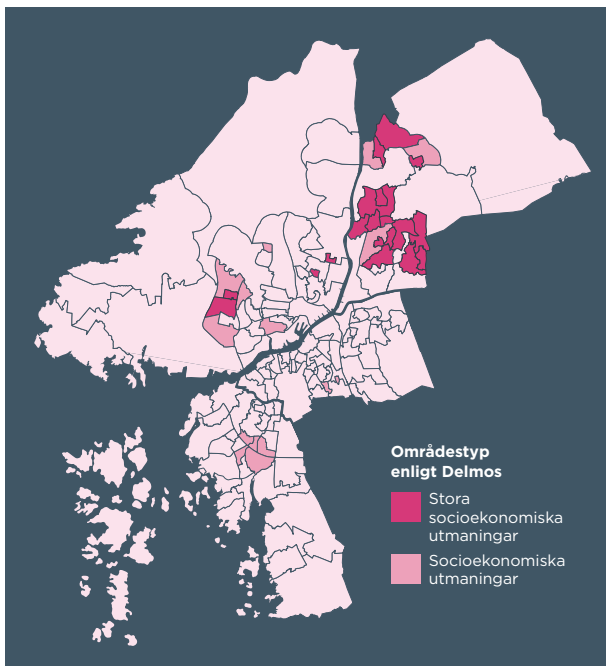 Områdestyp
enligt Delmos
Stora
socioekonomiska
utmaningar
Socioekonomiska
utmaningar